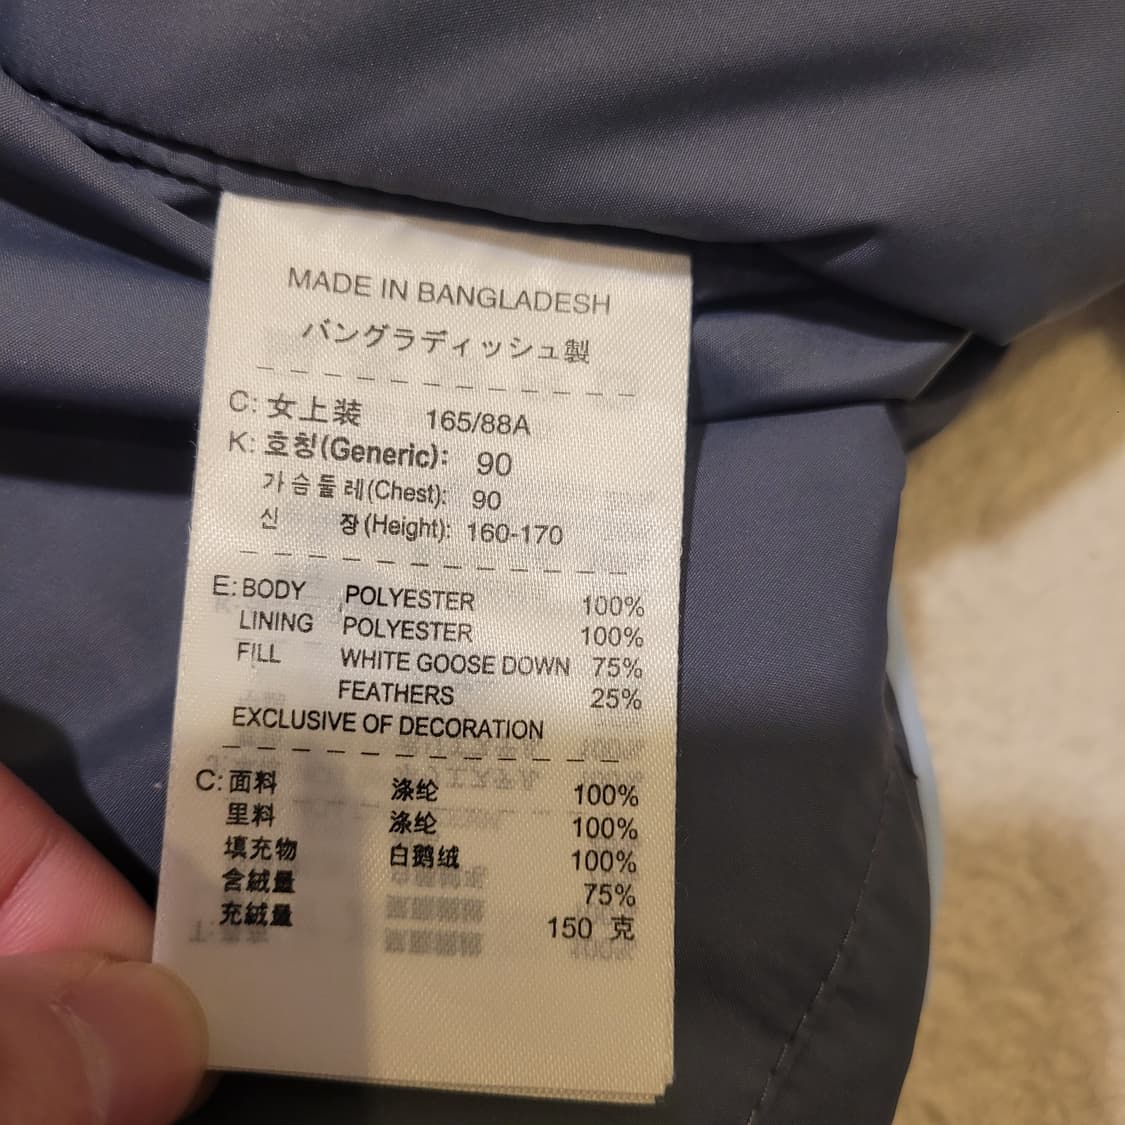 MADE IN BANGLADESH
バングラディッシュ製
C: 女上装 165/88A
K: 호칭(Generic): 90
가슴둘레(Chest): 90
신 장(Height): 160-170
E: BODY POLYESTER 100%
LINING POLYESTER 100%
FILL WHITE GOOSE DOWN 75%
FEATHERS 25%
EXCLUSIVE OF DECORATION
C: 面料 涤纶 100%
里料 涤纶 100%
填充物 白鹅绒 100%
含絨量 75%
充絨量 150 克